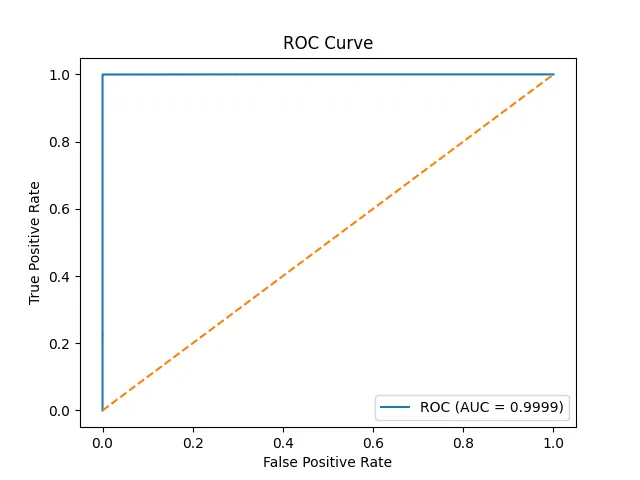 ROC Curve
True Positive Rate
1.0
0.8
0.6
0.4
0.2
0.0
ROC (AUC = 0.9999)
0.0 0.2 0.4 0.6 0.8 1.0
False Positive Rate